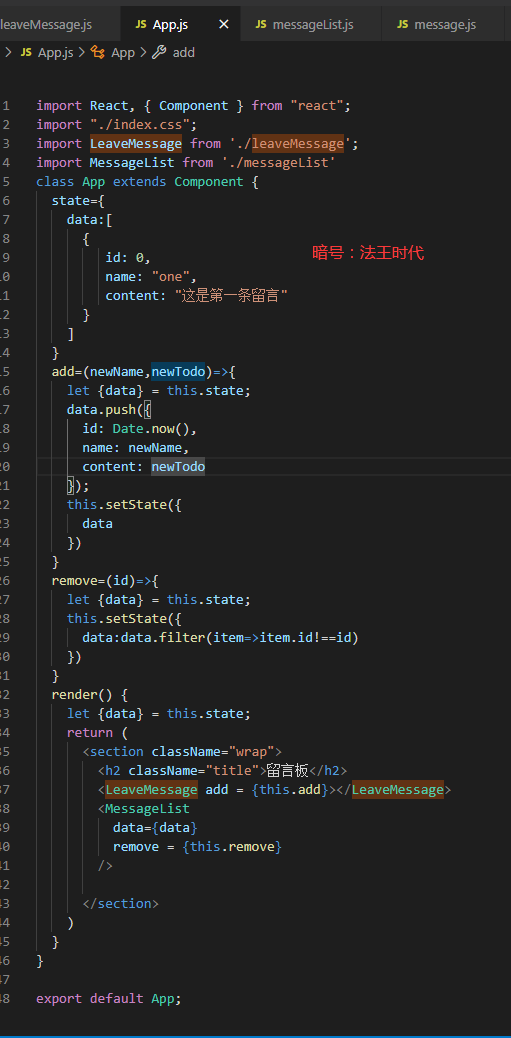 leaveMessage.js JS App.js × JS messageList.js JS message.js
> JS App.js > App > add
1 import React, { Component } from "react";
2 import "./index.css";
3 import LeaveMessage from './leaveMessage';
4 import MessageList from './messageList'
5 class App extends Component {
6 state={
7 data:[
8 {
9 id: 0,
暗号：法王时代
10 name: "one",
11 content: "这是第一条留言"
12 }
13 ]
14 }
15 add=(newName,newTodo)=>{
16 let {data} = this.state;
17 data.push({
18 id: Date.now(),
19 name: newName,
20 content: newTodo
21 });
22 this.setState({
23 data
24 })
25 }
26 remove=(id)=>{
27 let {data} = this.state;
28 this.setState({
29 data:data.filter(item=>item.id!==id)
30 })
31 }
32 render() {
33 let {data} = this.state;
34 return (
35 <section className="wrap">
36 <h2 className="title">留言板</h2>
37 <LeaveMessage add = {this.add}></LeaveMessage>
38 <MessageList
39 data={data}
40 remove = {this.remove}
41 />
42
43 </section>
44 )
45 }
46 }
47
48 export default App;